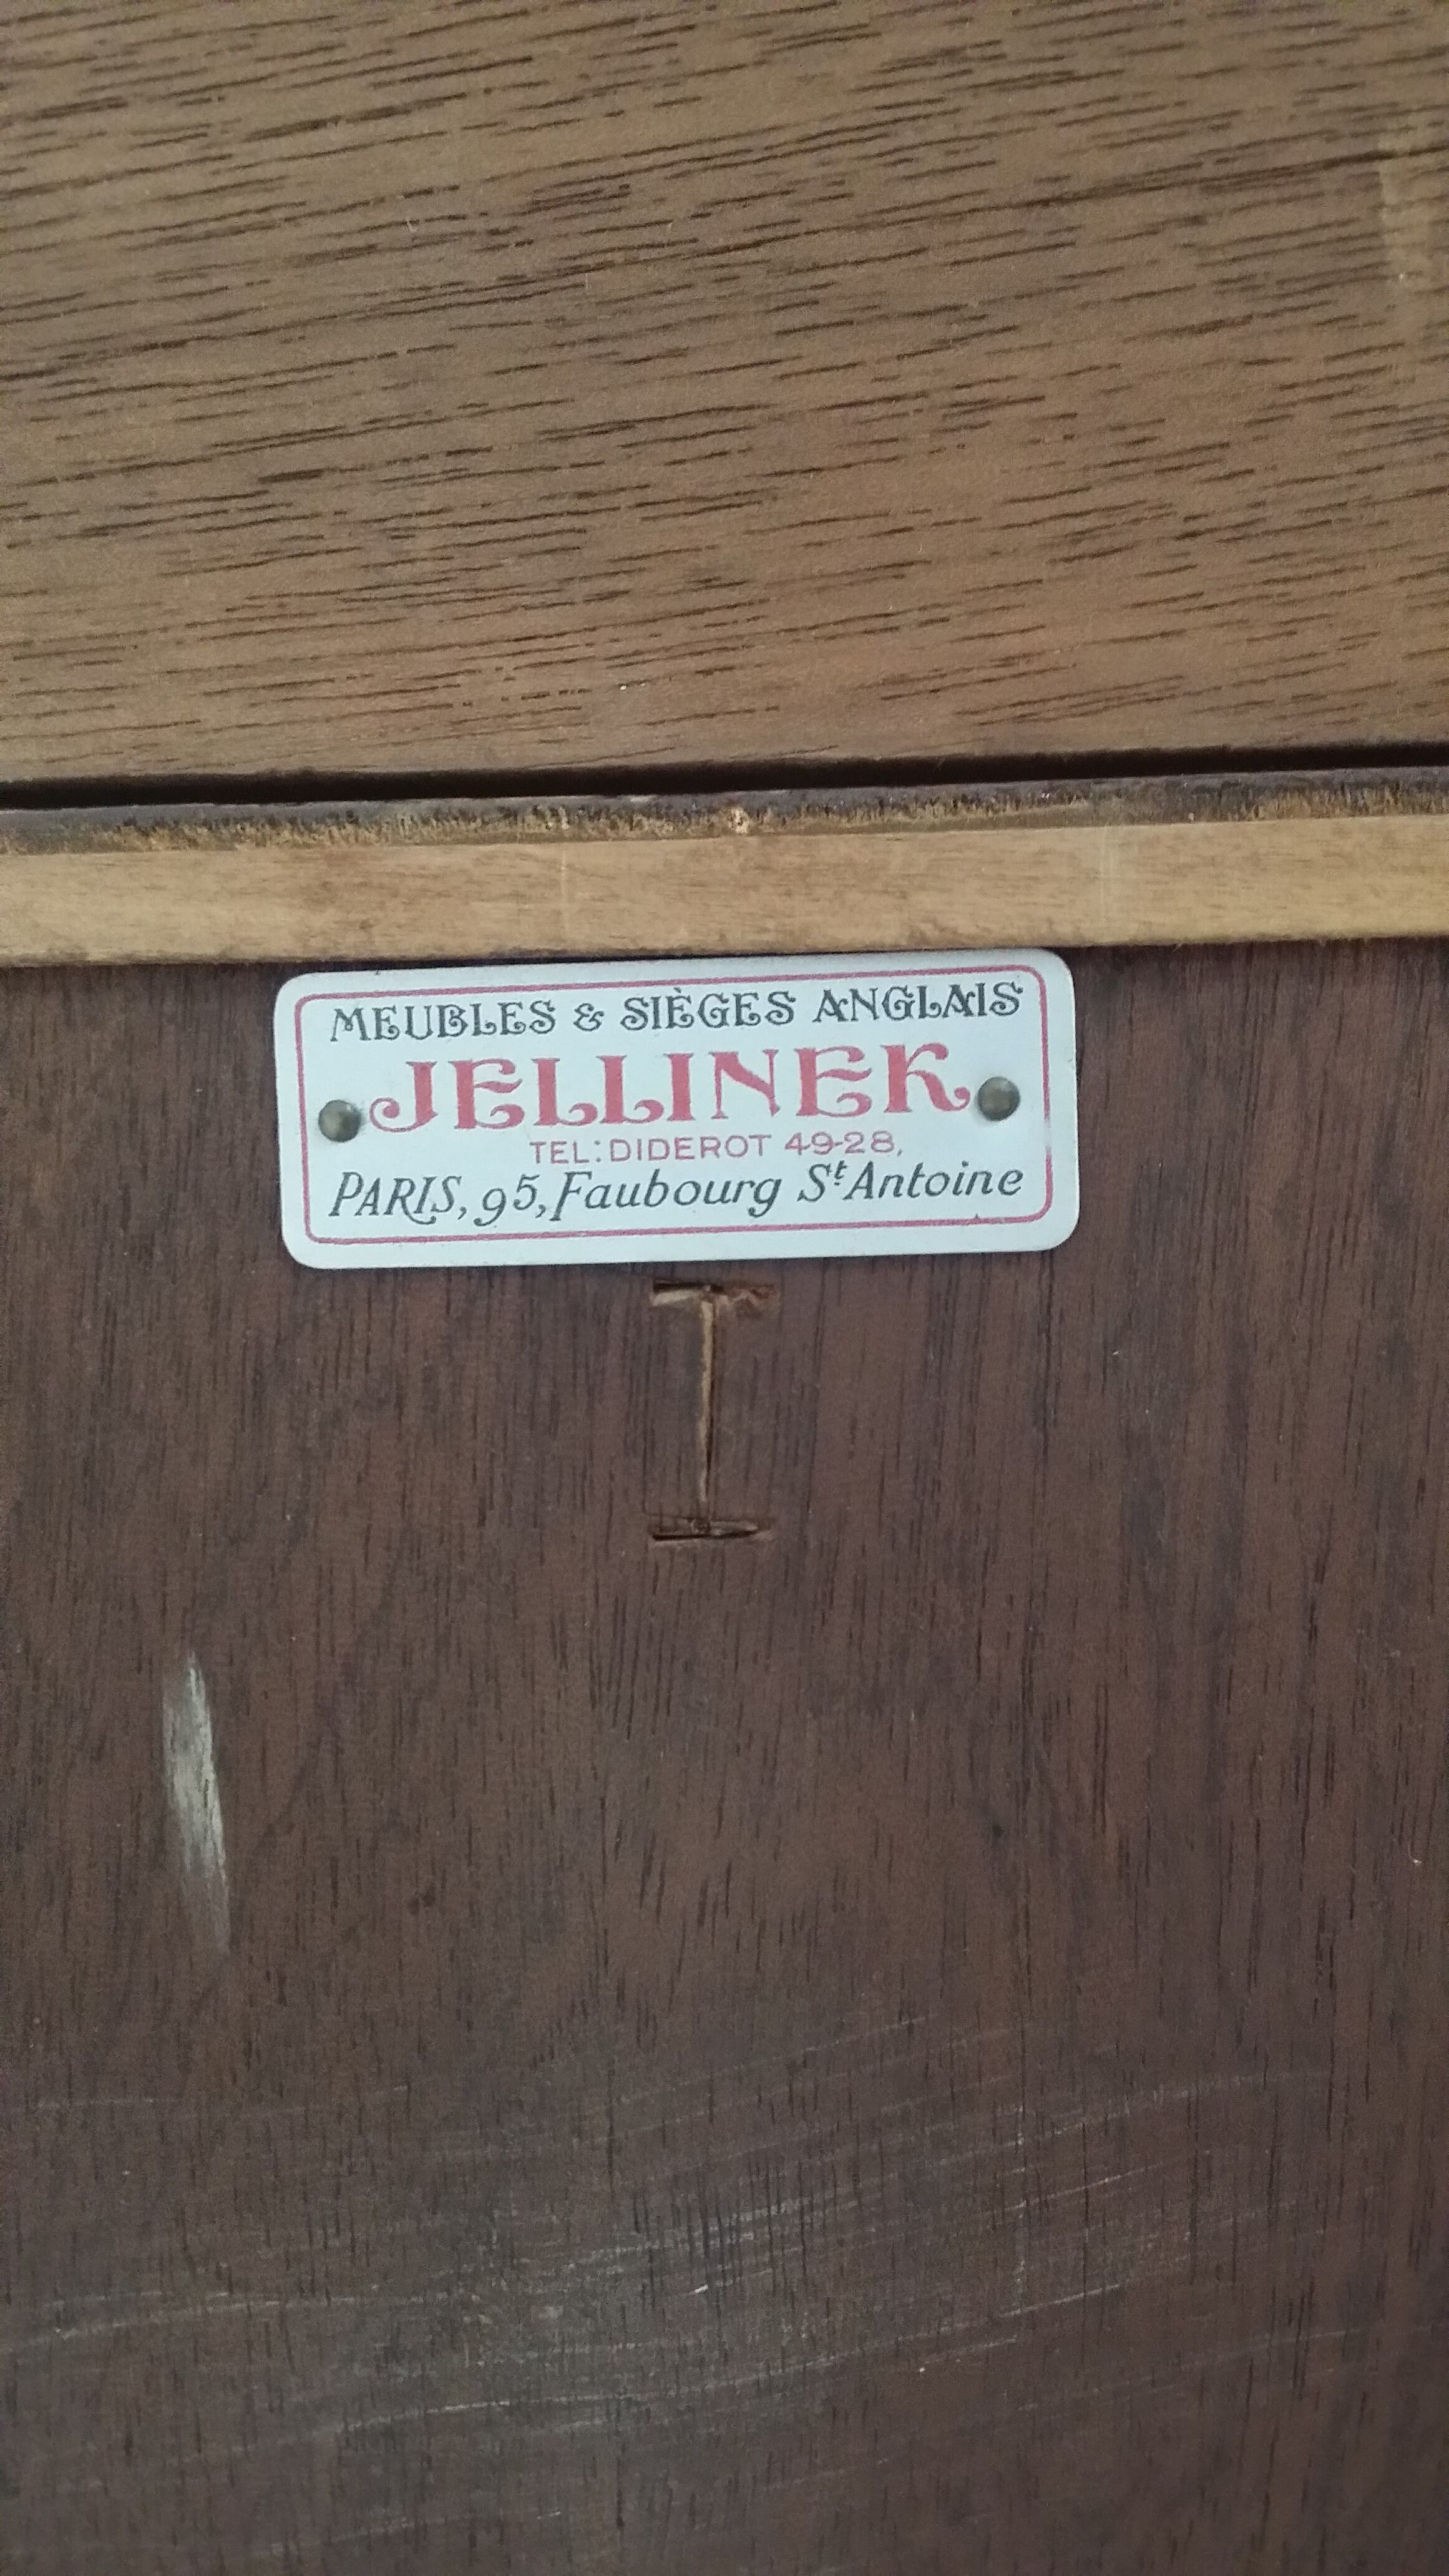 MEUBLES & SIÈGES ANGLAIS
JELLINEK
TEL: DIDEROT 49-28,
PARIS, 95, Faubourg St Antoine